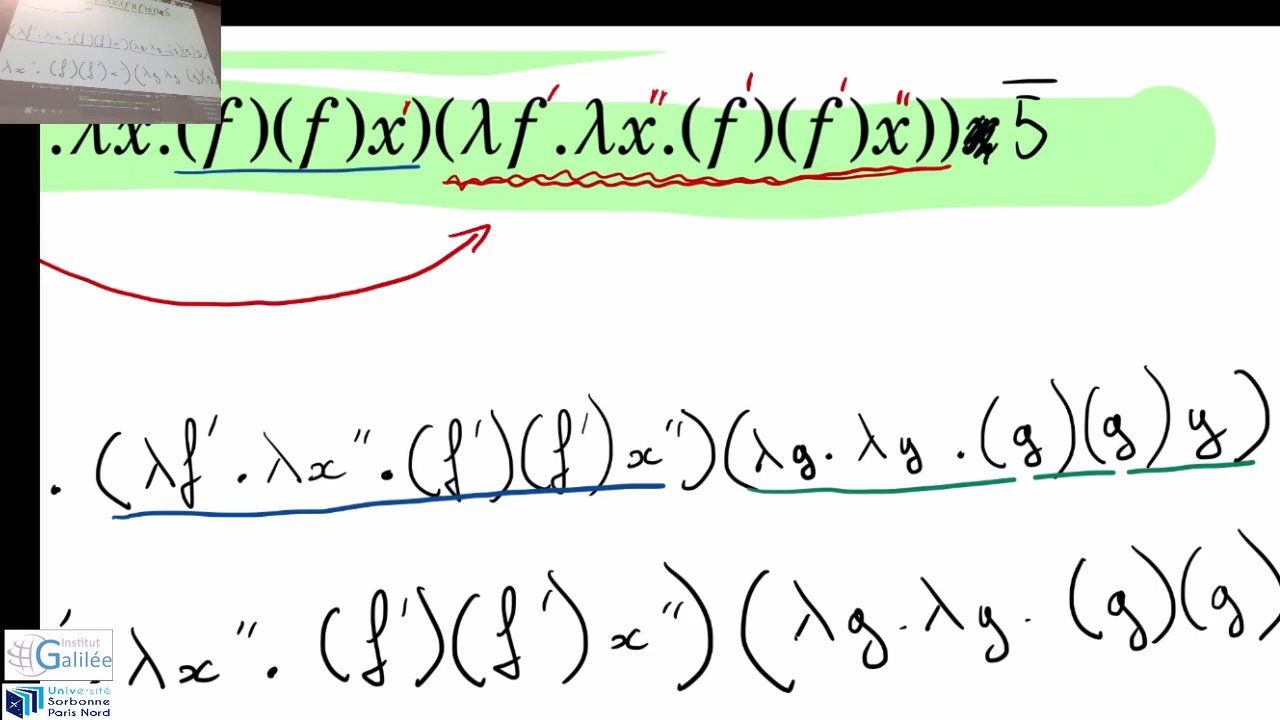 .λx.(f)(f)x')(λf'.λx".(f')(f')x")) 5̅
.(λf'.λx".(f')(f')x")(λg.λy.(g)(g)y)
.λx".(f')(f')x")(λg.λy.(g)(g)
Institut
Galilée
Université
Sorbonne
Paris Nord